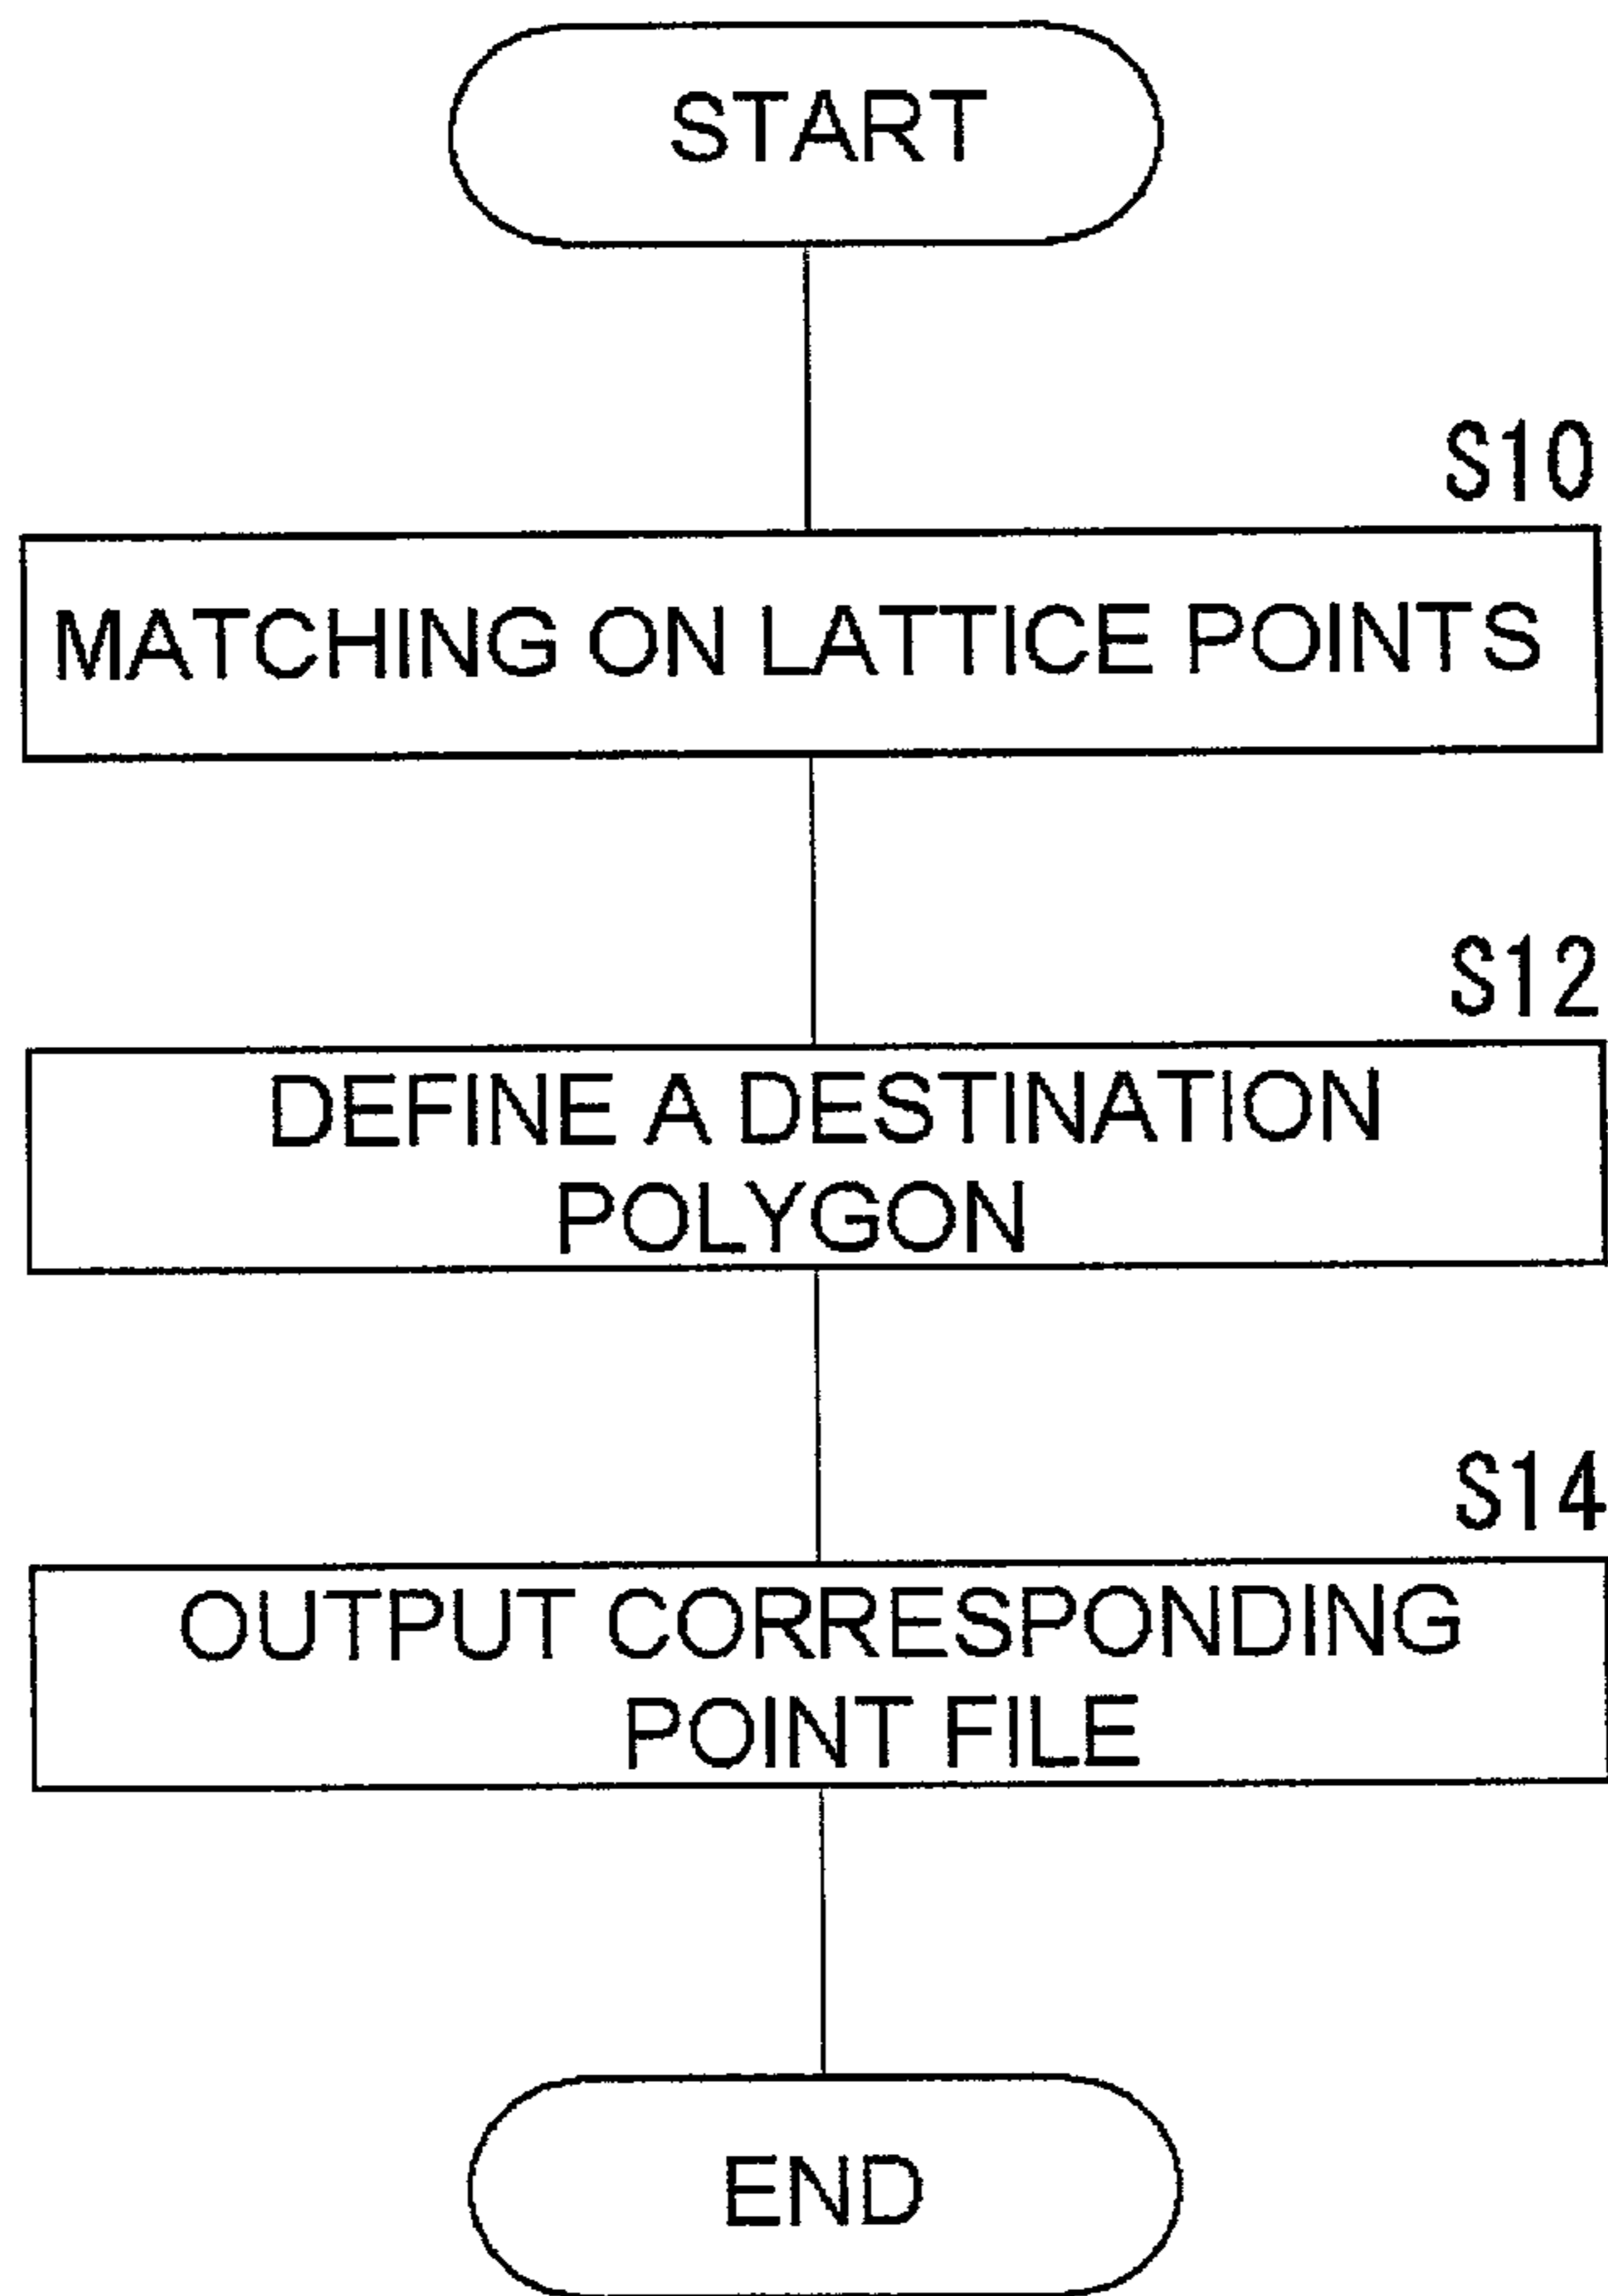 START
S10
MATCHING ON LATTICE POINTS
S12
DEFINE A DESTINATION
POLYGON
S14
OUTPUT CORRESPONDING
POINT FILE
END